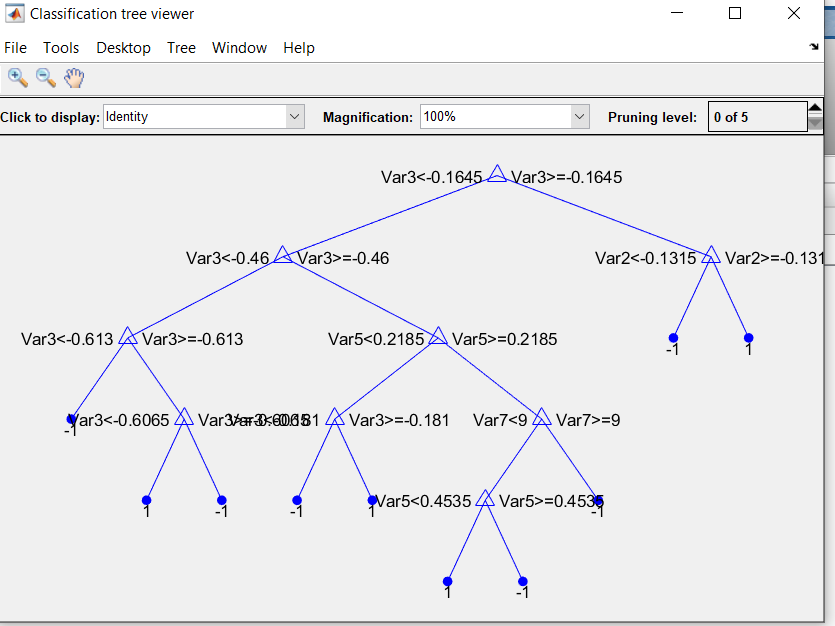 Classification tree viewer
File Tools Desktop Tree Window Help
Click to display: Identity Magnification: 100% Pruning level: 0 of 5
Var3<-0.1645 Var3>=-0.1645
Var3<-0.46 Var3>=-0.46 Var2<-0.1315 Var2>=-0.131
Var3<-0.613 Var3>=-0.613 Var5<0.2185 Var5>=0.2185 -1 1
Var3<-0.6065 Var3>=-0.6065 Var3<-0.181 Var3>=-0.181 Var7<9 Var7>=9
-1
Var5<0.4535 Var5>=0.4535
1 -1 -1 1 -1
1 -1